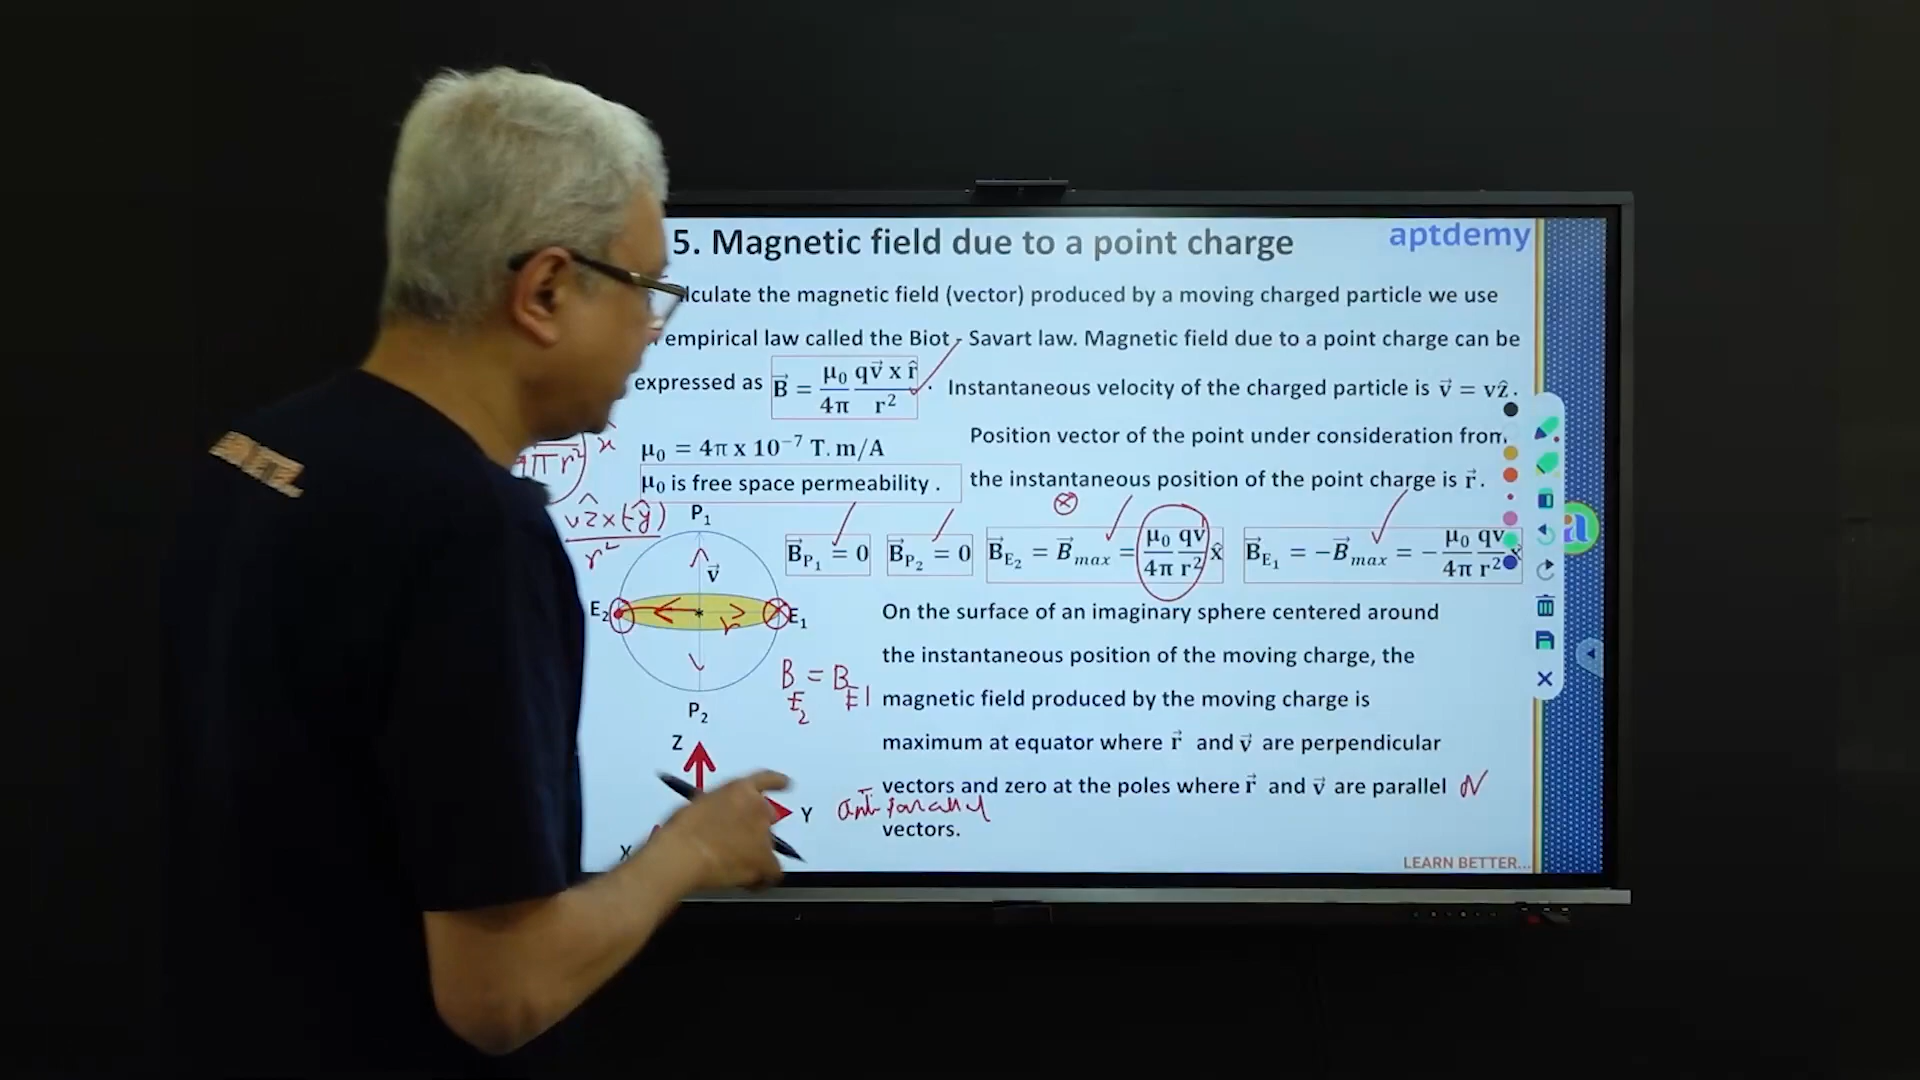 5. Magnetic field due to a point charge
aptdemy
lculate the magnetic field (vector) produced by a moving charged particle we use
empirical law called the Biot - Savart law. Magnetic field due to a point charge can be
expressed as B⃗ = μ₀/4π qv⃗ x r̂/r² . Instantaneous velocity of the charged particle is v⃗ = vẑ.
μ₀ = 4π x 10⁻⁷ T.m/A
Position vector of the point under consideration from
μ₀ is free space permeability .
the instantaneous position of the point charge is r⃗ .
4πr² x̂
vẑ x (-ŷ)/r²
P₁
B⃗P₁ = 0
B⃗P₂ = 0
B⃗E₂ = B⃗max = μ₀/4π qv/r² x̂
B⃗E₁ = −B⃗max = − μ₀/4π qv/r² x̂
v⃗
E₂
r
E₁
P₂
On the surface of an imaginary sphere centered around
the instantaneous position of the moving charge, the
B E₂ = B E1
magnetic field produced by the moving charge is
maximum at equator where r⃗ and v⃗ are perpendicular
vectors and zero at the poles where r⃗ and v⃗ are parallel
anti parallel
vectors.
Z
Y
X
LEARN BETTER...